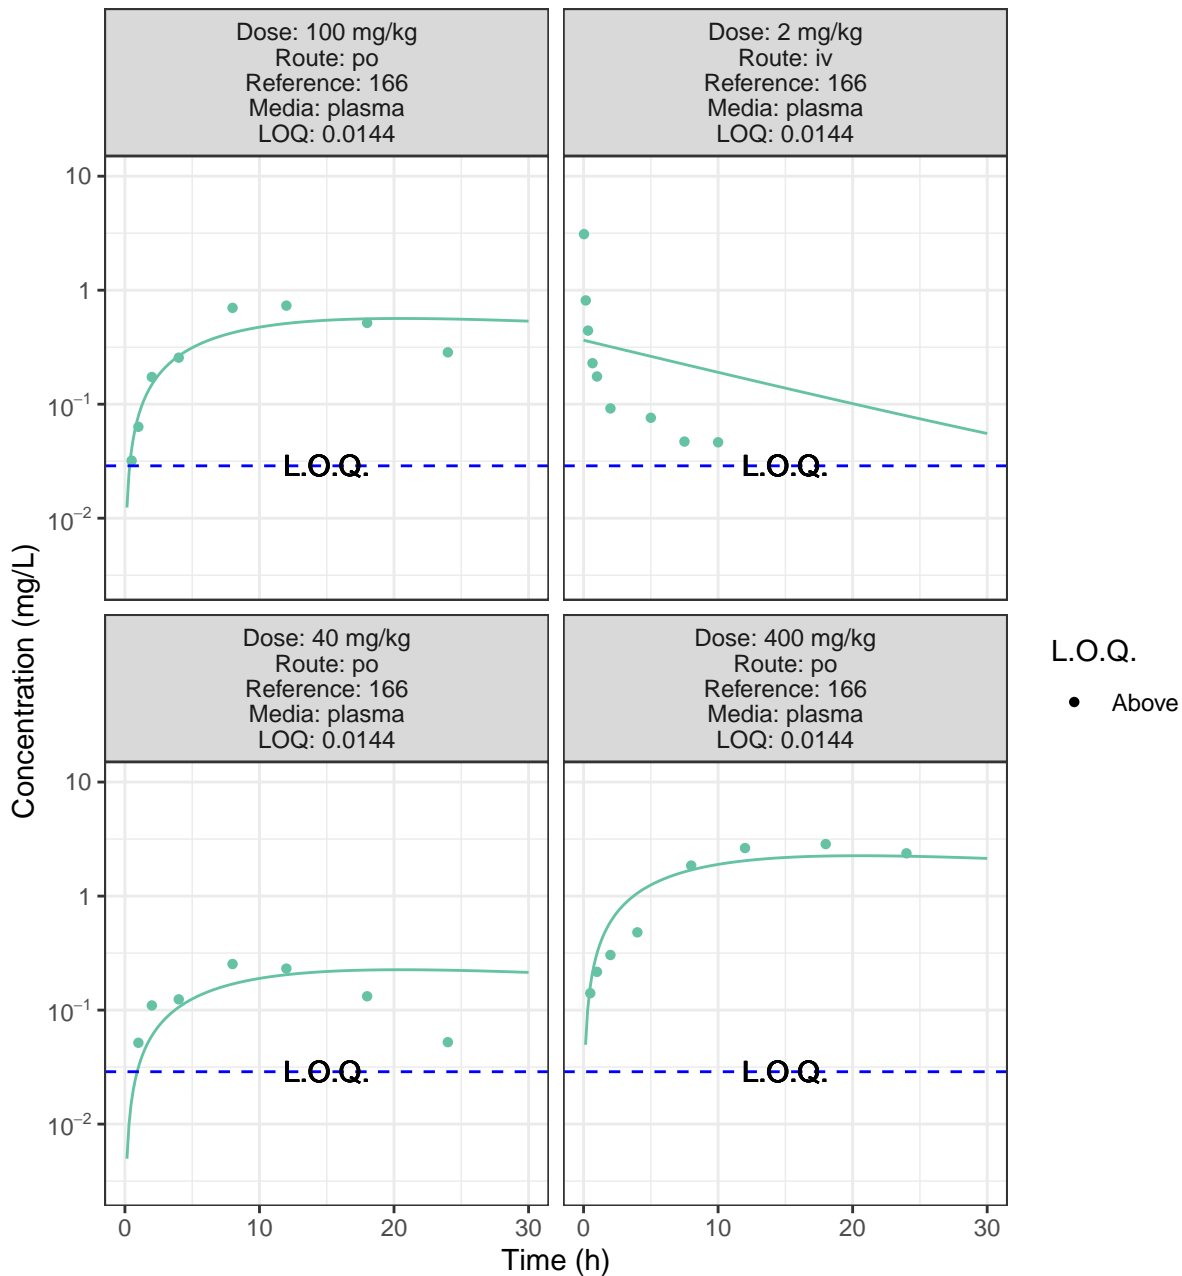 Dose: 100 mg/kg
Route: po
Reference: 166
Media: plasma
LOQ: 0.0144
Dose: 2 mg/kg
Route: iv
Reference: 166
Media: plasma
LOQ: 0.0144
10
1
10⁻¹
10⁻²
L.O.Q.
L.O.Q.
Dose: 40 mg/kg
Route: po
Reference: 166
Media: plasma
LOQ: 0.0144
Dose: 400 mg/kg
Route: po
Reference: 166
Media: plasma
LOQ: 0.0144
10
1
10⁻¹
10⁻²
L.O.Q.
L.O.Q.
0 10 20 30
0 10 20 30
Time (h)
Concentration (mg/L)
L.O.Q.
Above